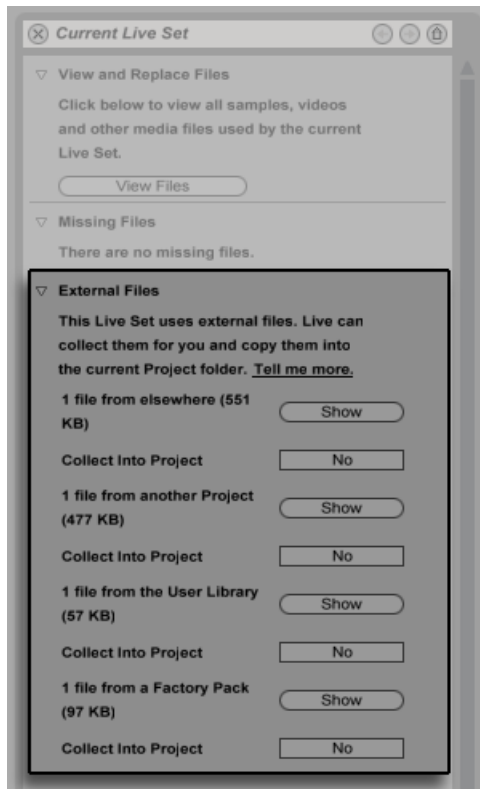 Current Live Set
View and Replace Files
Click below to view all samples, videos
and other media files used by the current
Live Set.
View Files
Missing Files
There are no missing files.
External Files
This Live Set uses external files. Live can
collect them for you and copy them into
the current Project folder. Tell me more.
1 file from elsewhere (551
KB)
Show
Collect Into Project
No
1 file from another Project
(477 KB)
Show
Collect Into Project
No
1 file from the User Library
(57 KB)
Show
Collect Into Project
No
1 file from a Factory Pack
(97 KB)
Show
Collect Into Project
No